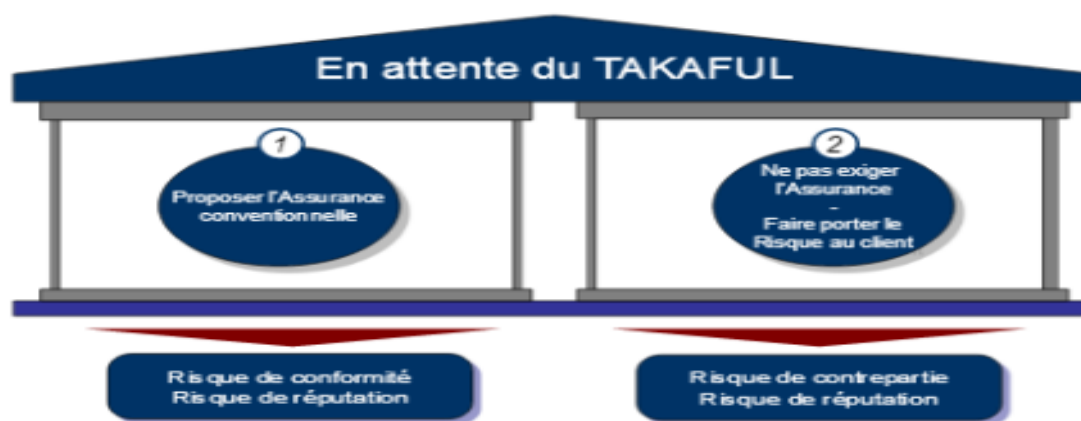 En attente du TAKAFUL
1
Proposer l'Assurance
conventionnelle
2
Ne pas exiger
l'Assurance
-
Faire porter le
Risque au client
Risque de conformité
Risque de réputation
Risque de contrepartie
Risque de réputation